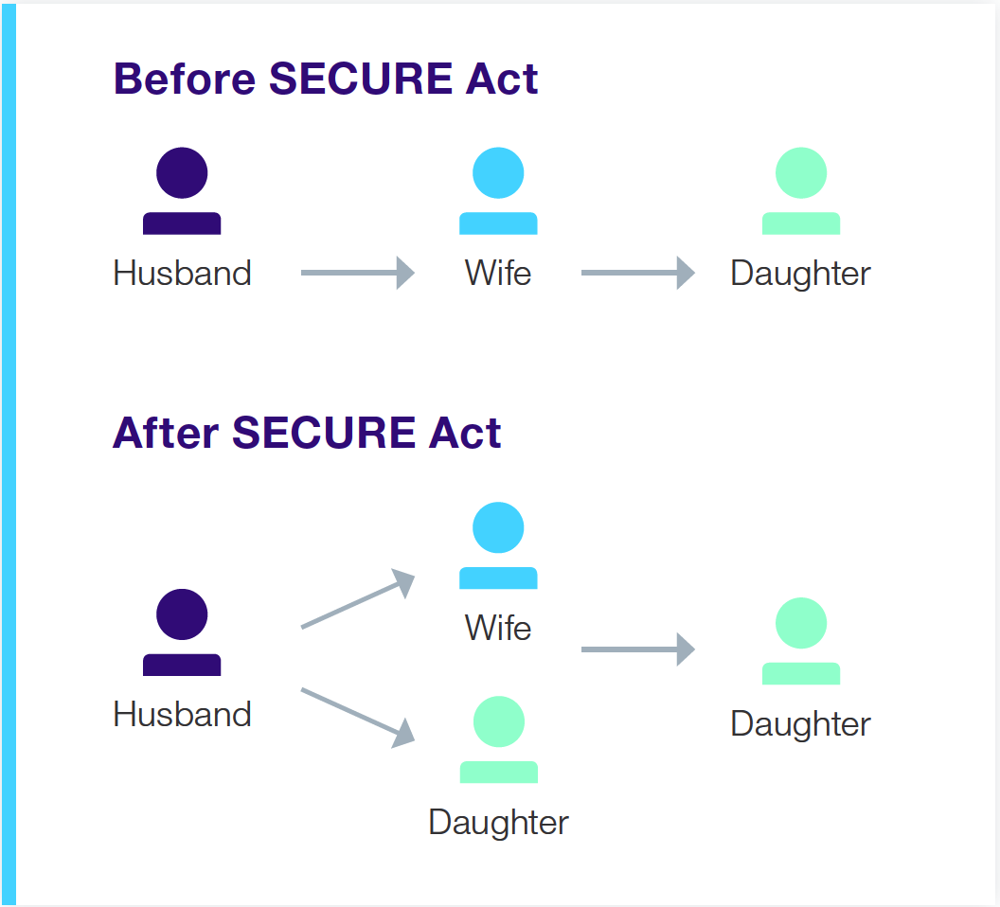 Before SECURE Act
Husband
Wife
Daughter
After SECURE Act
Husband
Wife
Daughter
Daughter